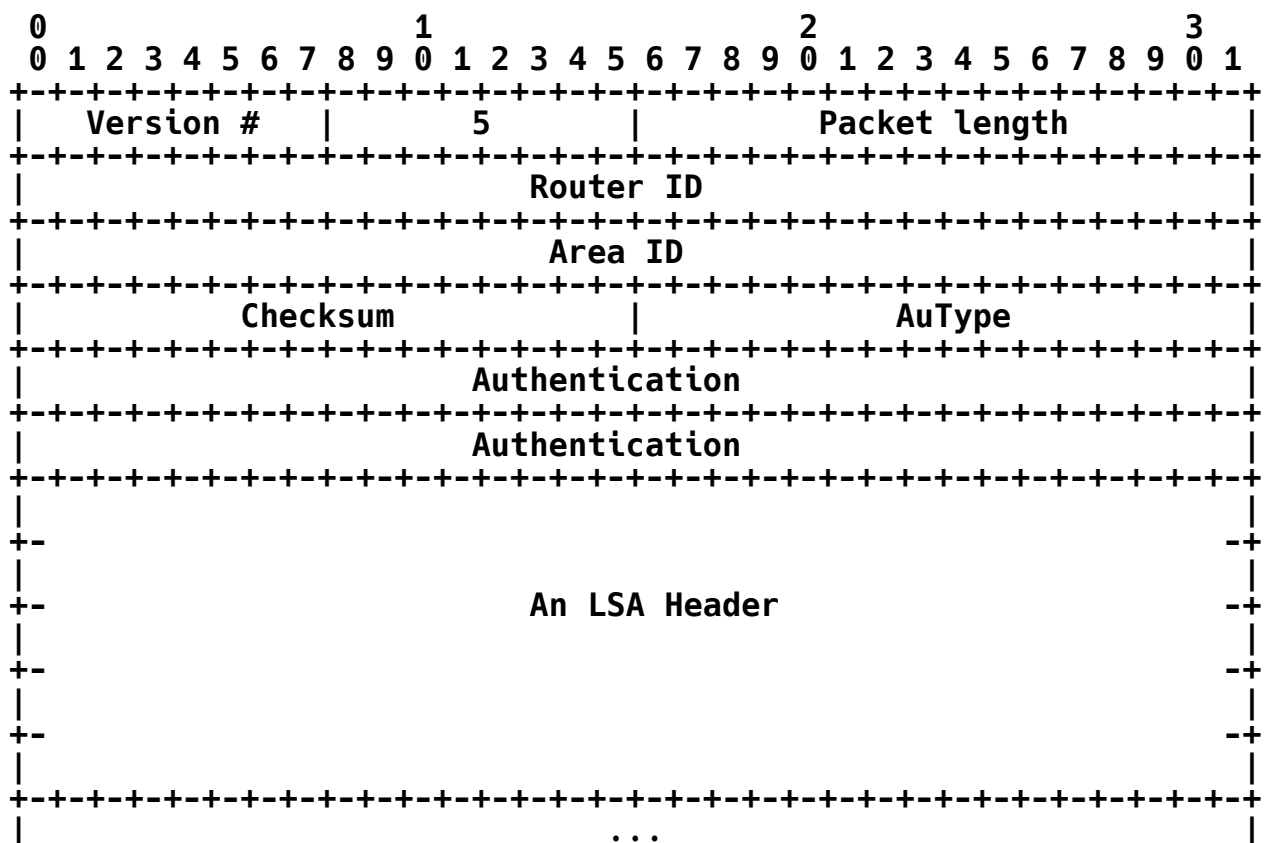 0                   1                   2                   3
 0 1 2 3 4 5 6 7 8 9 0 1 2 3 4 5 6 7 8 9 0 1 2 3 4 5 6 7 8 9 0 1
+-+-+-+-+-+-+-+-+-+-+-+-+-+-+-+-+-+-+-+-+-+-+-+-+-+-+-+-+-+-+-+-+
|   Version #   |       5       |         Packet length         |
+-+-+-+-+-+-+-+-+-+-+-+-+-+-+-+-+-+-+-+-+-+-+-+-+-+-+-+-+-+-+-+-+
|                          Router ID                            |
+-+-+-+-+-+-+-+-+-+-+-+-+-+-+-+-+-+-+-+-+-+-+-+-+-+-+-+-+-+-+-+-+
|                           Area ID                             |
+-+-+-+-+-+-+-+-+-+-+-+-+-+-+-+-+-+-+-+-+-+-+-+-+-+-+-+-+-+-+-+-+
|           Checksum            |             AuType            |
+-+-+-+-+-+-+-+-+-+-+-+-+-+-+-+-+-+-+-+-+-+-+-+-+-+-+-+-+-+-+-+-+
|                       Authentication                          |
+-+-+-+-+-+-+-+-+-+-+-+-+-+-+-+-+-+-+-+-+-+-+-+-+-+-+-+-+-+-+-+-+
|                       Authentication                          |
+-+-+-+-+-+-+-+-+-+-+-+-+-+-+-+-+-+-+-+-+-+-+-+-+-+-+-+-+-+-+-+-+
|                                                               |
+-                                                             -+
|                                                               |
+-                         An LSA Header                       -+
|                                                               |
+-                                                             -+
|                                                               |
+-                                                             -+
|                                                               |
+-+-+-+-+-+-+-+-+-+-+-+-+-+-+-+-+-+-+-+-+-+-+-+-+-+-+-+-+-+-+-+-+
|                              ...                              |